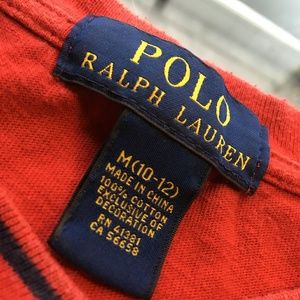 POLO
RALPH LAUREN
M(10-12)
MADE IN CHINA
100% COTTON
EXCLUSIVE OF
DECORATION
RN 41381
CA 56658